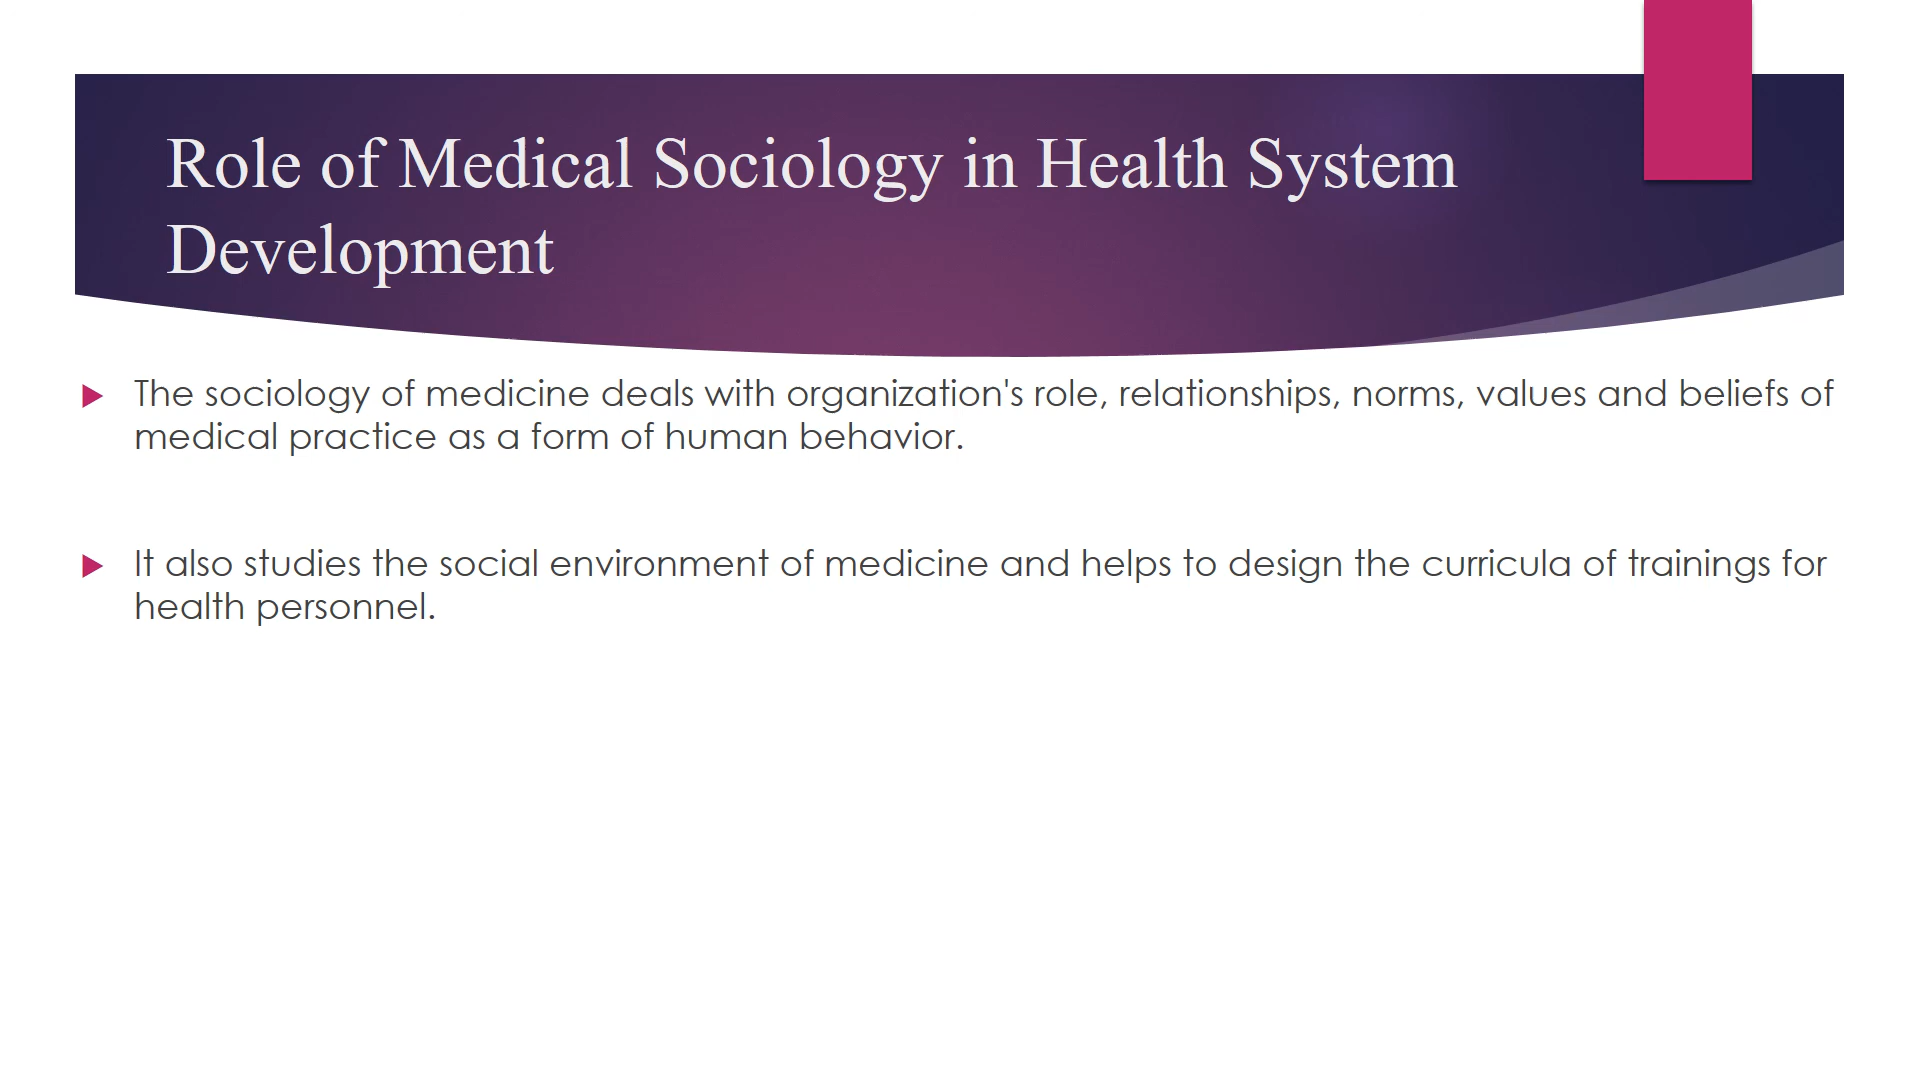 Role of Medical Sociology in Health System
Development
The sociology of medicine deals with organization's role, relationships, norms, values and beliefs of
medical practice as a form of human behavior.
It also studies the social environment of medicine and helps to design the curricula of trainings for
health personnel.